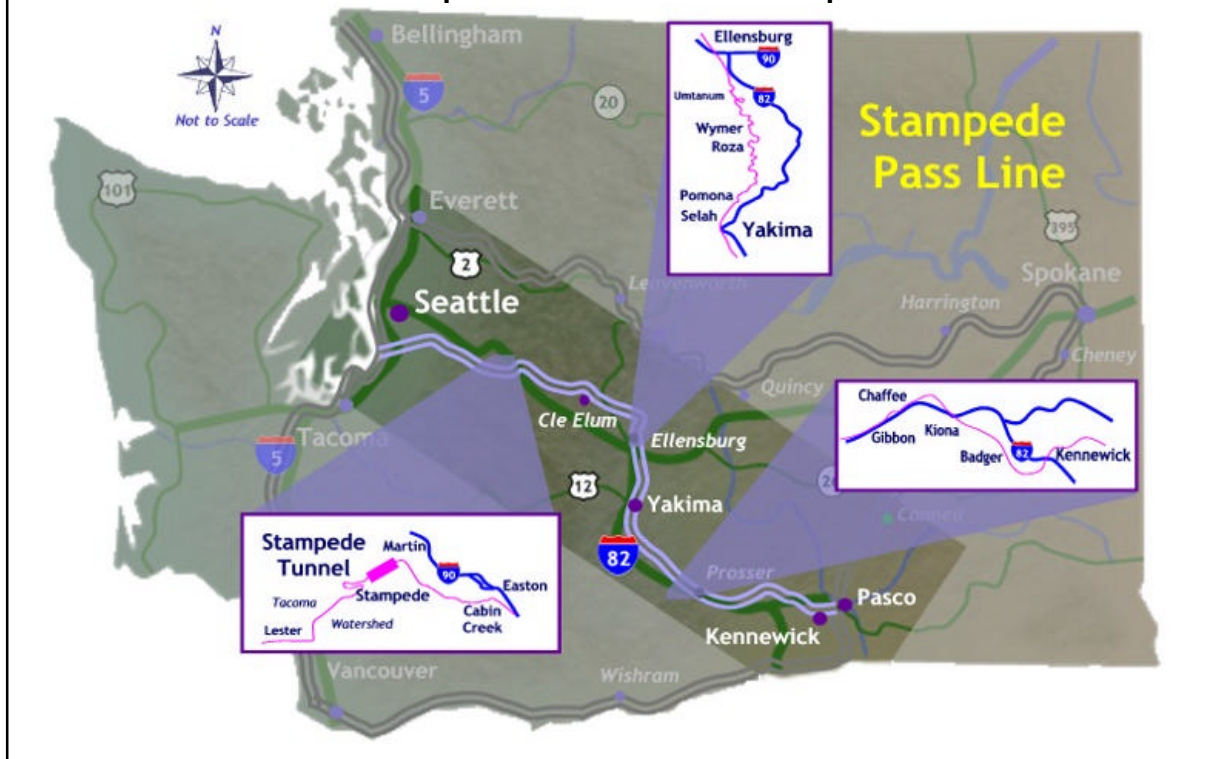 N
Not to Scale
Bellingham
5
20
101
Everett
2
Seattle
Leavenworth
Ellensburg
90
82
Umtanum
Wymer
Roza
Pomona
Selah
Yakima
Stampede
Pass Line
395
Spokane
Harrington
Cheney
Quincy
Cle Elum
Ellensburg
Tacoma
5
12
Yakima
82
Chaffee
Gibbon
Kiona
Badger
82
Kennewick
Connell
Prosser
Pasco
Kennewick
Stampede
Tunnel
Martin
90
Easton
Stampede
Cabin
Creek
Tacoma
Watershed
Lester
Vancouver
Wishram